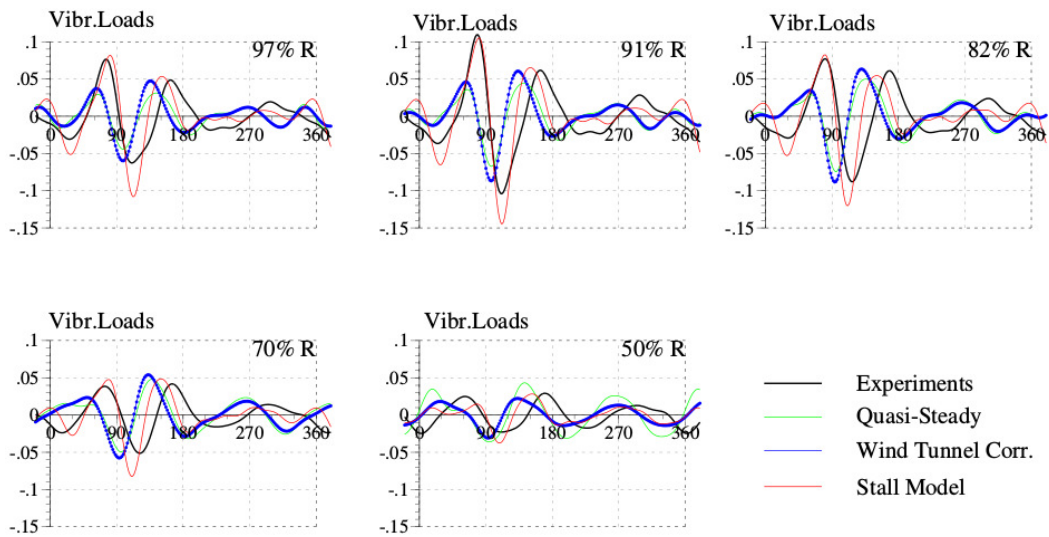 Vibr.Loads
97% R
.1
.05
0
-.05
-.1
-.15
0 90 180 270 360
Vibr.Loads
91% R
.1
.05
0
-.05
-.1
-.15
0 90 180 270 360
Vibr.Loads
82% R
.1
.05
0
-.05
-.1
-.15
0 90 180 270 360
Vibr.Loads
70% R
.1
.05
0
-.05
-.1
-.15
0 90 180 270 360
Vibr.Loads
50% R
.1
.05
0
-.05
-.1
-.15
0 90 180 270 360
Experiments
Quasi-Steady
Wind Tunnel Corr.
Stall Model